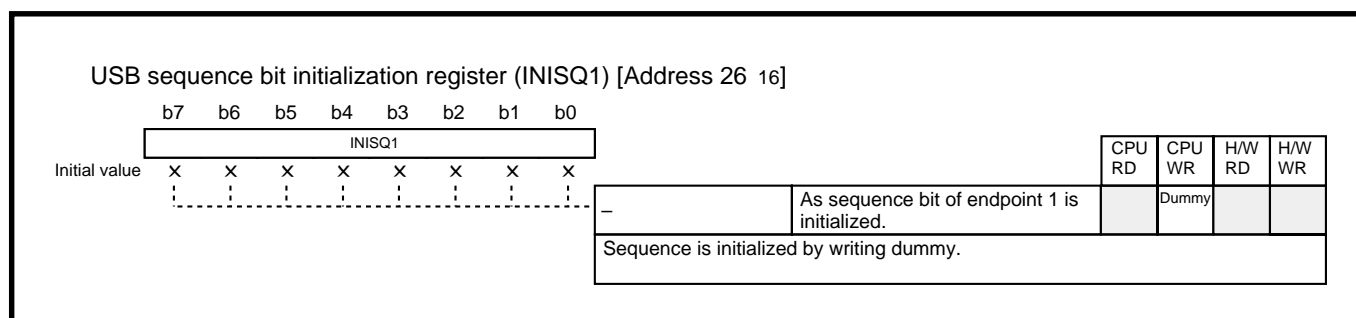 USB sequence bit initialization register (INISQ1) [Address 26 16]
b7 b6 b5 b4 b3 b2 b1 b0
INISQ1
Initial value × × × × × × × ×
CPU RD CPU WR H/W RD H/W WR
– As sequence bit of endpoint 1 is initialized. Dummy
Sequence is initialized by writing dummy.